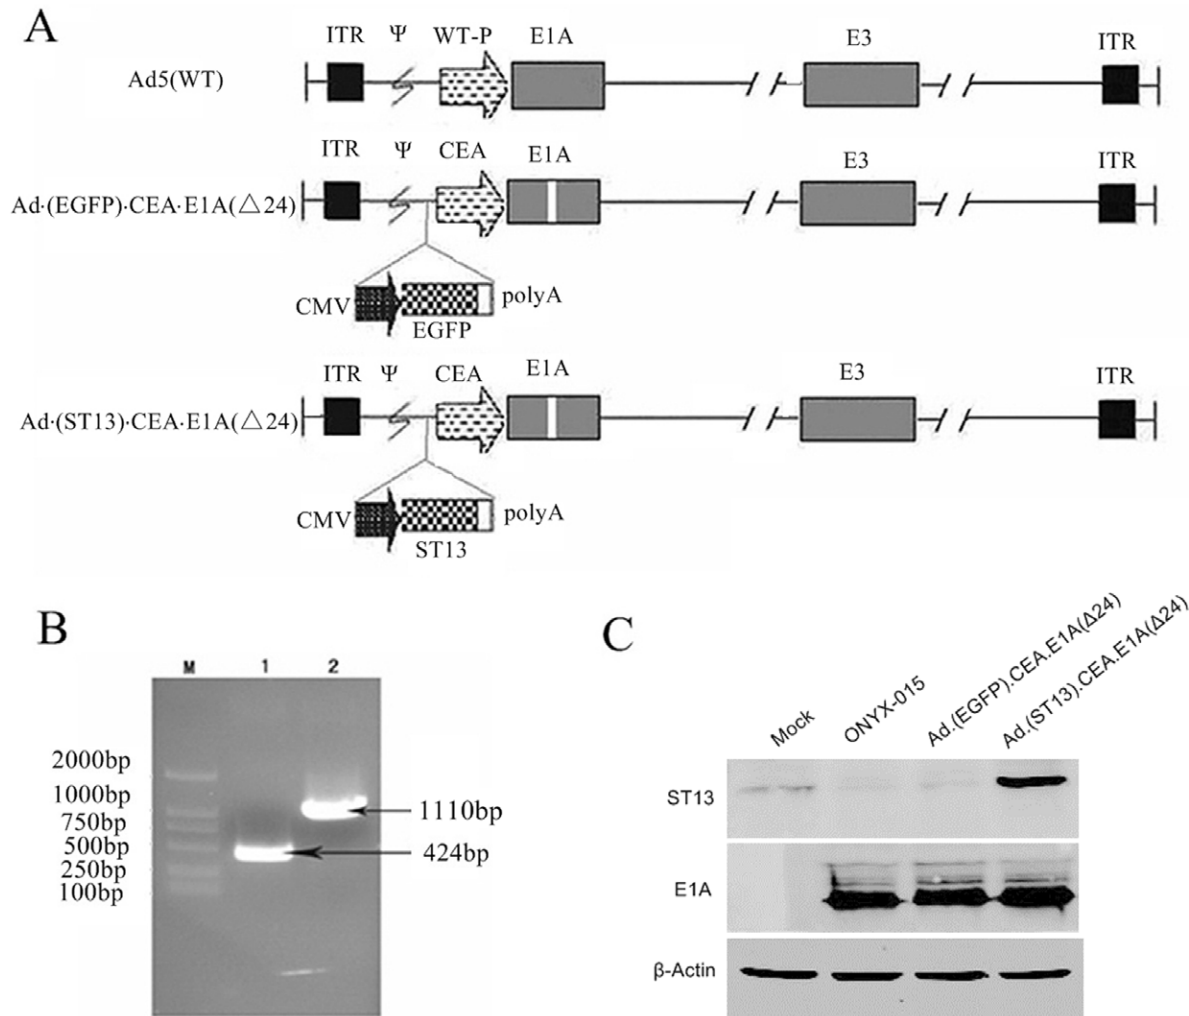 A
ITR Ψ WT-P E1A E3 ITR
Ad5(WT)
ITR Ψ CEA E1A E3 ITR
Ad·(EGFP)·CEA·E1A(△24)
CMV EGFP polyA
ITR Ψ CEA E1A E3 ITR
Ad·(ST13)·CEA·E1A(△24)
CMV ST13 polyA
B
M 1 2
2000bp
1000bp
750bp
500bp
250bp
100bp
1110bp
424bp
C
Mock
ONYX-015
Ad.(EGFP).CEA.E1A(Δ24)
Ad.(ST13).CEA.E1A(Δ24)
ST13
E1A
β-Actin